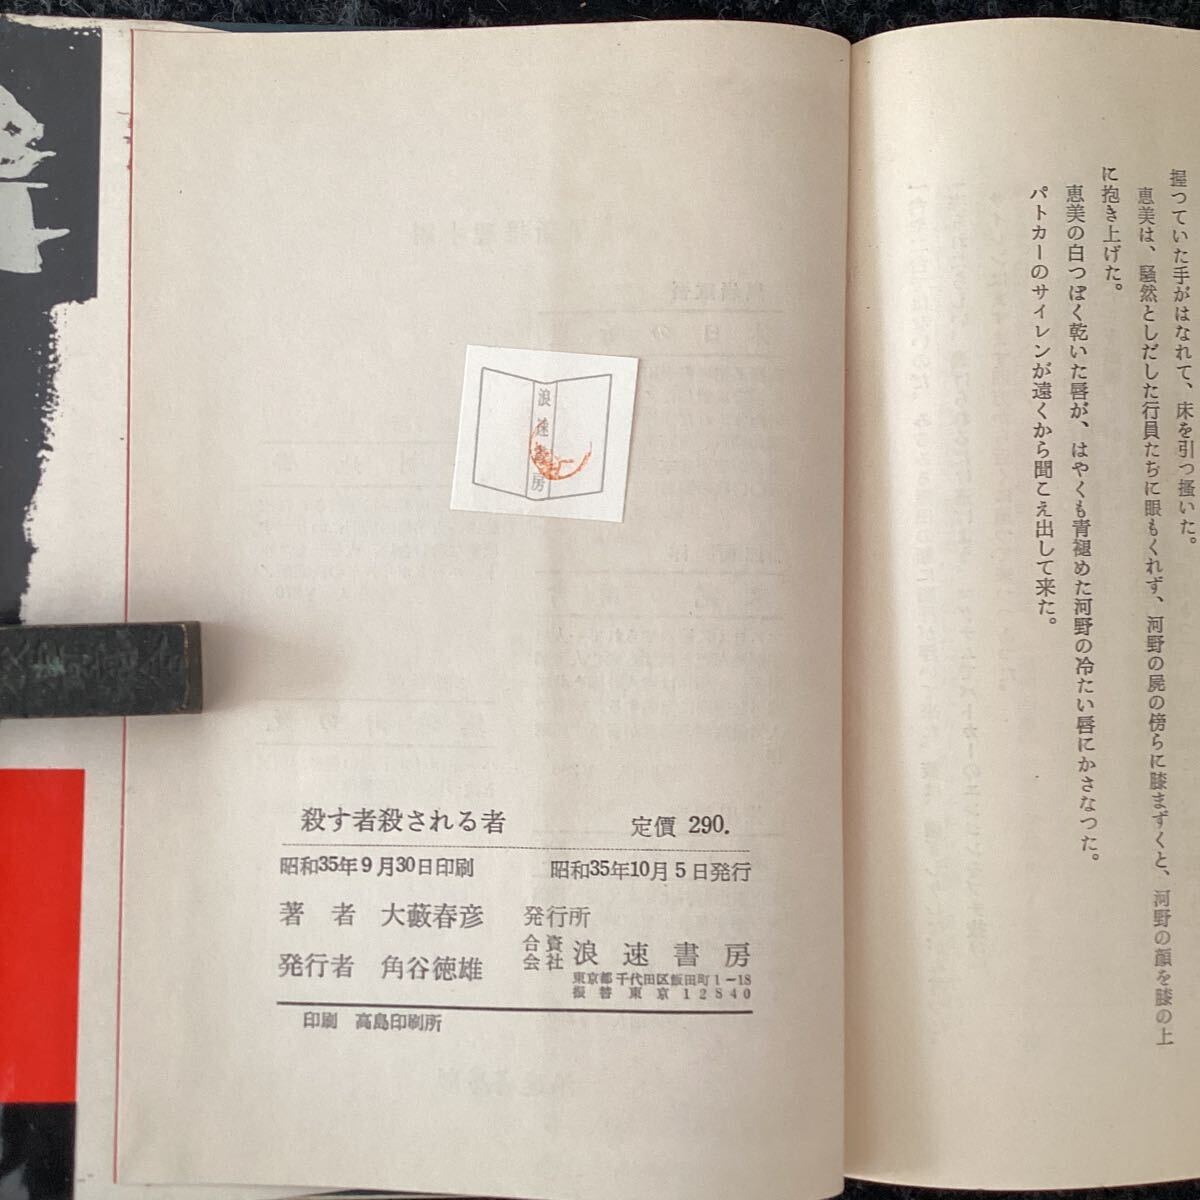 握つていた手がはなれて、床を引つ搔いた。
恵美は、騒然としだした行員たちに眼もくれず、河野の屍の傍らに膝まずくと、河野の顔を膝の上
に抱き上げた。
恵美の白つぽく乾いた唇が、はやくも青褪めた河野の冷たい唇にかさなつた。
パトカーのサイレンが遠くから聞こえ出して来た。
浪速書房
殺す者殺される者 定價 290.
昭和35年9月30日印刷 昭和35年10月5日発行
著者 大藪春彦
発行者 角谷徳雄
発行所
合資会社 浪速書房
東京都千代田区飯田町1-18
振替東京12840
印刷 高島印刷所